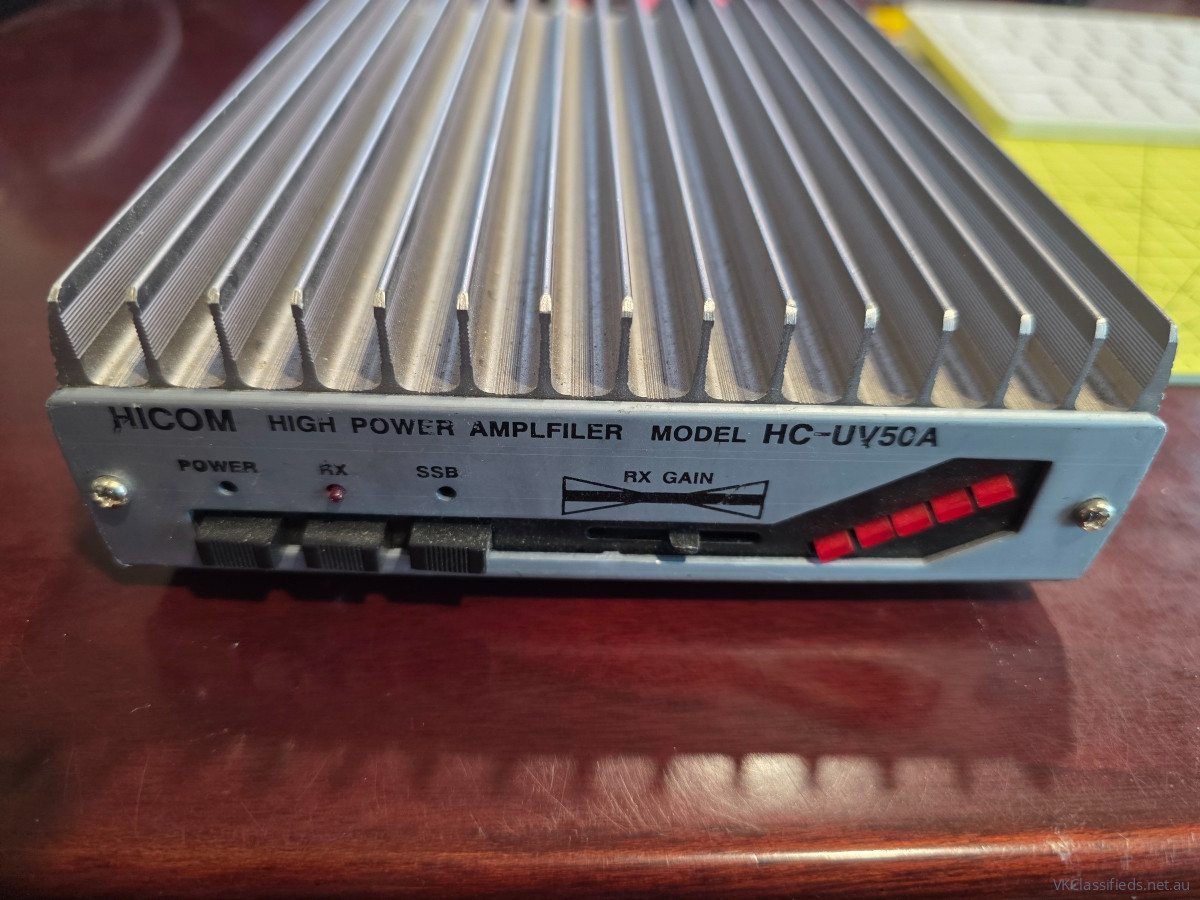 HICOM HIGH POWER AMPLFILER MODEL HC-UV50A
POWER RX SSB
RX GAIN
VKClassifieds.net.au